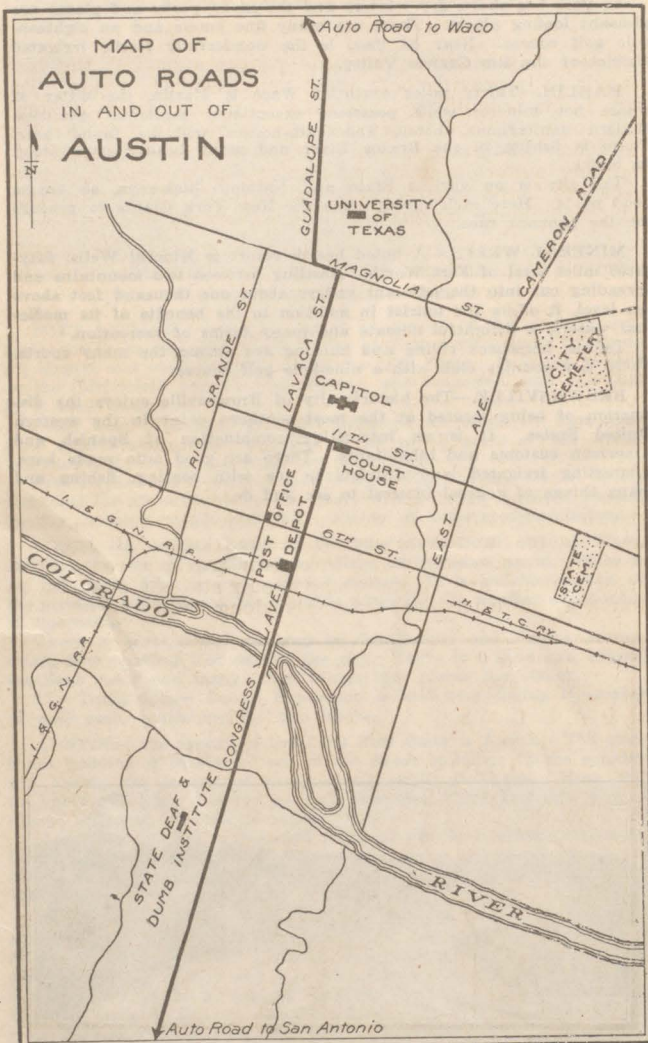 Auto Road to Waco
MAP OF
AUTO ROADS
IN AND OUT OF
AUSTIN
N
GUADALUPE ST.
UNIVERSITY
OF
TEXAS
CAMERON ROAD
MAGNOLIA ST.
CITY
CEMETERY
RIO GRANDE ST.
LAVACA ST.
CAPITOL
11TH ST.
COURT
HOUSE
EAST AVE.
POST OFFICE
DEPOT
6TH ST.
STATE
CEM.
I. & G. N. R.R.
H. & T. C. RY.
COLORADO RIVER
I. & G. N. R.R.
CONGRESS AVE.
STATE DEAF &
DUMB INSTITUTE
Auto Road to San Antonio